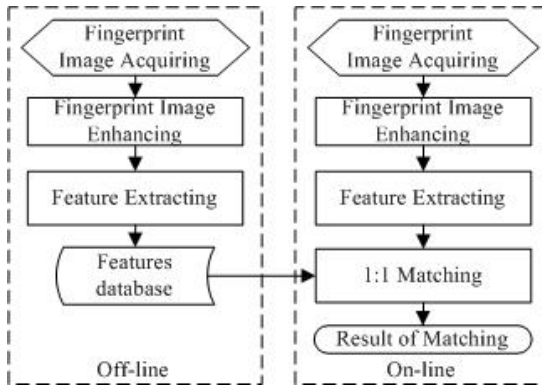 Fingerprint
Image Acquiring
Fingerprint Image
Enhancing
Feature Extracting
Features
database
Off-line
Fingerprint
Image Acquiring
Fingerprint Image
Enhancing
Feature Extracting
1:1 Matching
Result of Matching
On-line